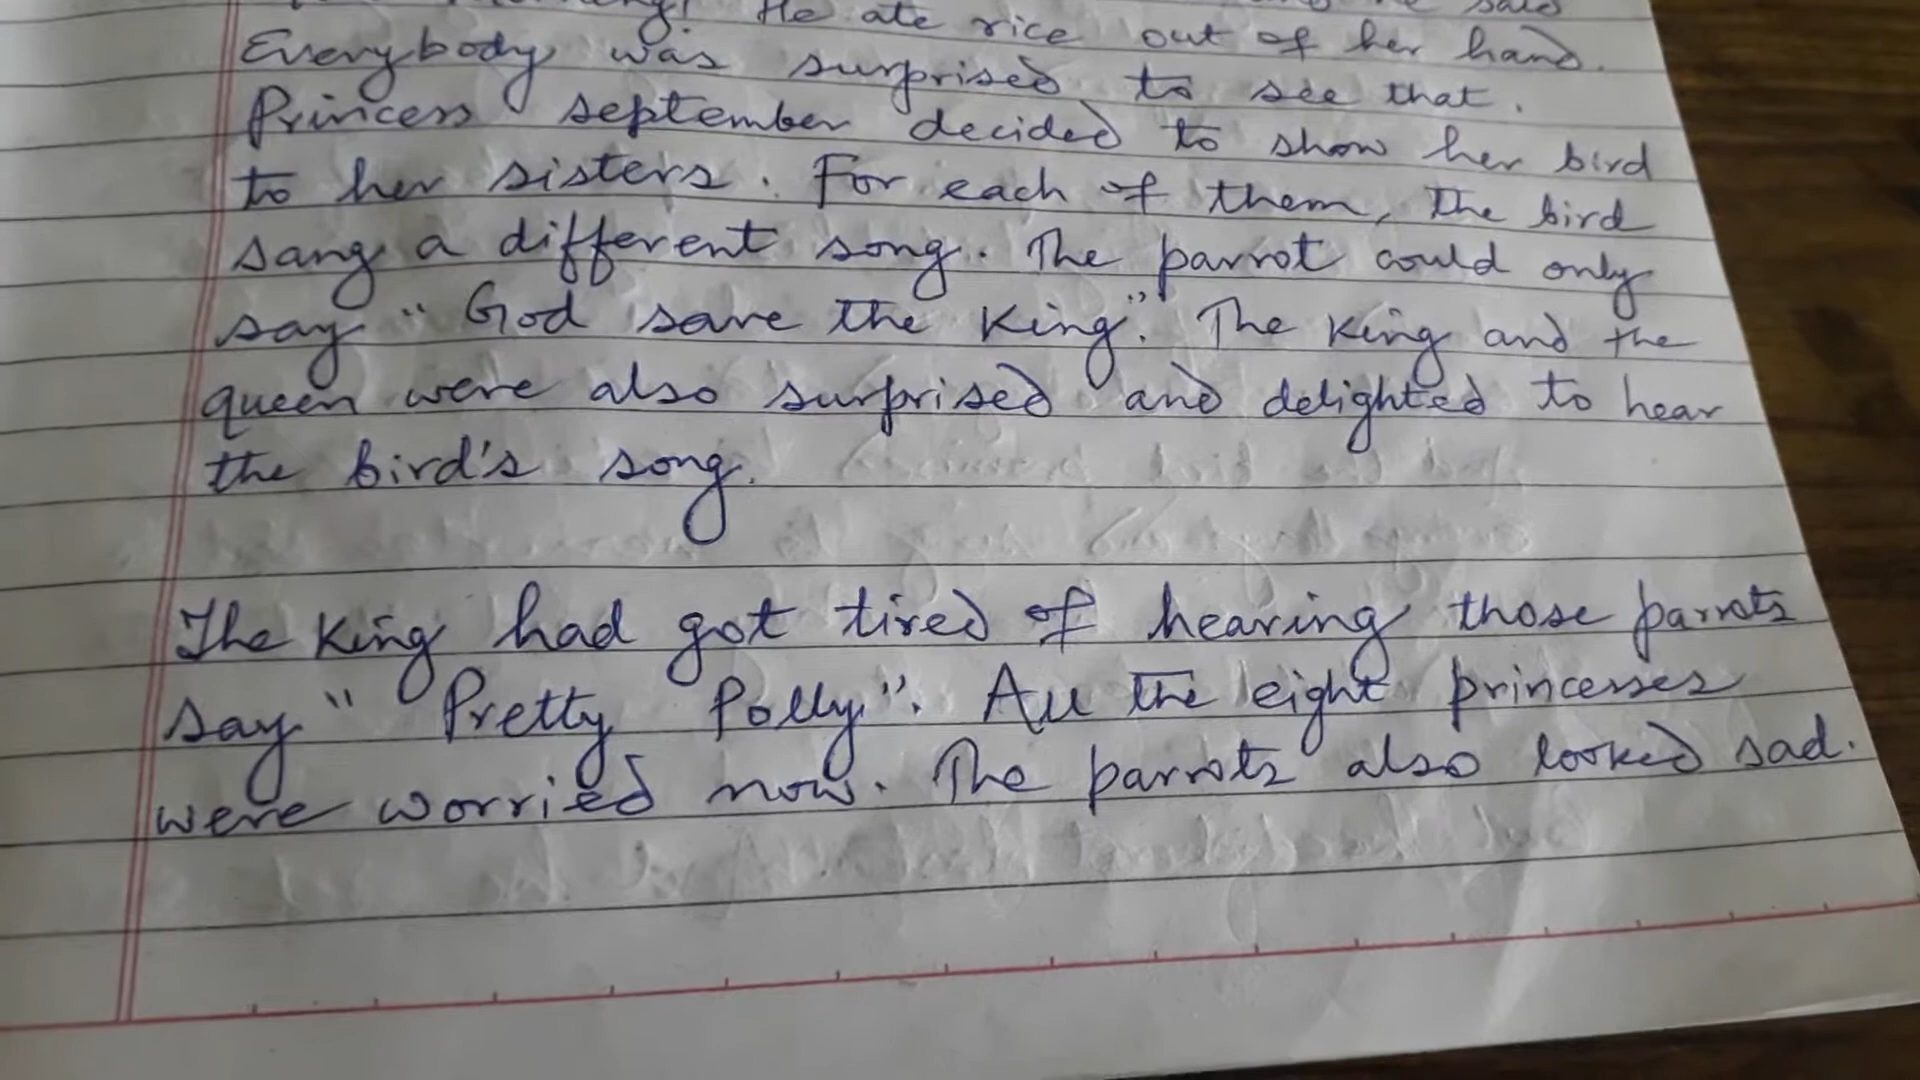 He ate rice out of her hand.
Everybody was surprised to see that.
Princess september decided to show her bird
to her sisters. For each of them, the bird
sang a different song. The parrot could only
say "God save the King". The King and the
queen were also surprised and delighted to hear
the bird's song.
The King had got tired of hearing those parrots
say "Pretty Polly". All the eight princesses
were worried now. The parrots also looked sad.